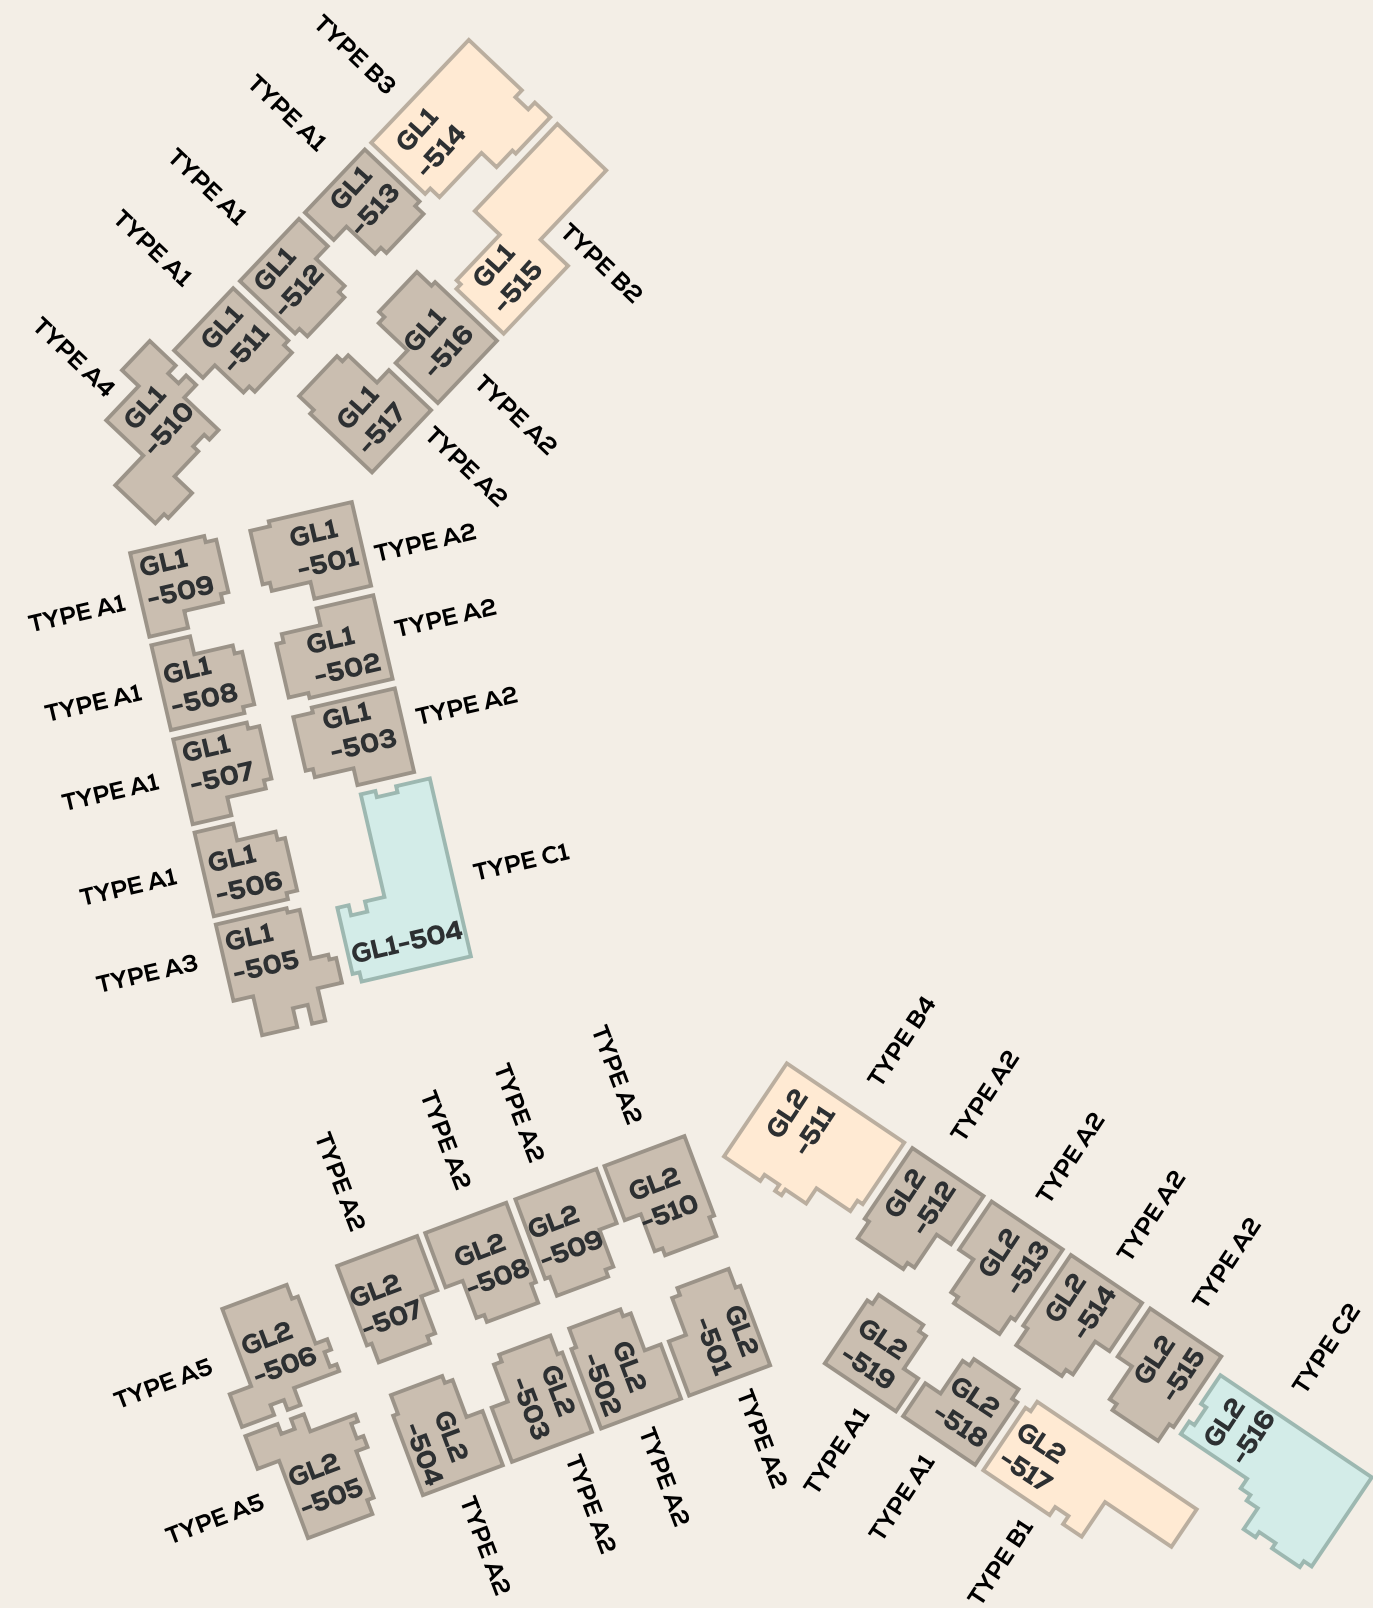 TYPE B3
GL1
-514
TYPE A1
GL1
-513
TYPE A1
GL1
-512
TYPE A1
GL1
-511
TYPE A4
GL1
-510
TYPE B2
GL1
-515
GL1
-516
TYPE A2
GL1
-517
TYPE A2
GL1
-501
TYPE A2
GL1
-509
TYPE A1
GL1
-502
TYPE A2
GL1
-508
TYPE A1
GL1
-503
TYPE A2
GL1
-507
TYPE A1
GL1
-506
TYPE A1
TYPE C1
GL1-504
GL1
-505
TYPE A3
TYPE A2
GL2
-510
TYPE A2
GL2
-509
TYPE A2
GL2
-508
TYPE A2
GL2
-507
GL2
-506
TYPE A5
GL2
-505
TYPE A5
GL2
-504
TYPE A2
GL2
-503
TYPE A2
GL2
-502
TYPE A2
GL2
-501
TYPE A2
TYPE B4
GL2
-511
TYPE A2
GL2
-512
TYPE A2
GL2
-513
TYPE A2
GL2
-514
TYPE A2
GL2
-515
TYPE C2
GL2
-516
GL2
-519
TYPE A1
GL2
-518
TYPE A1
GL2
-517
TYPE B1